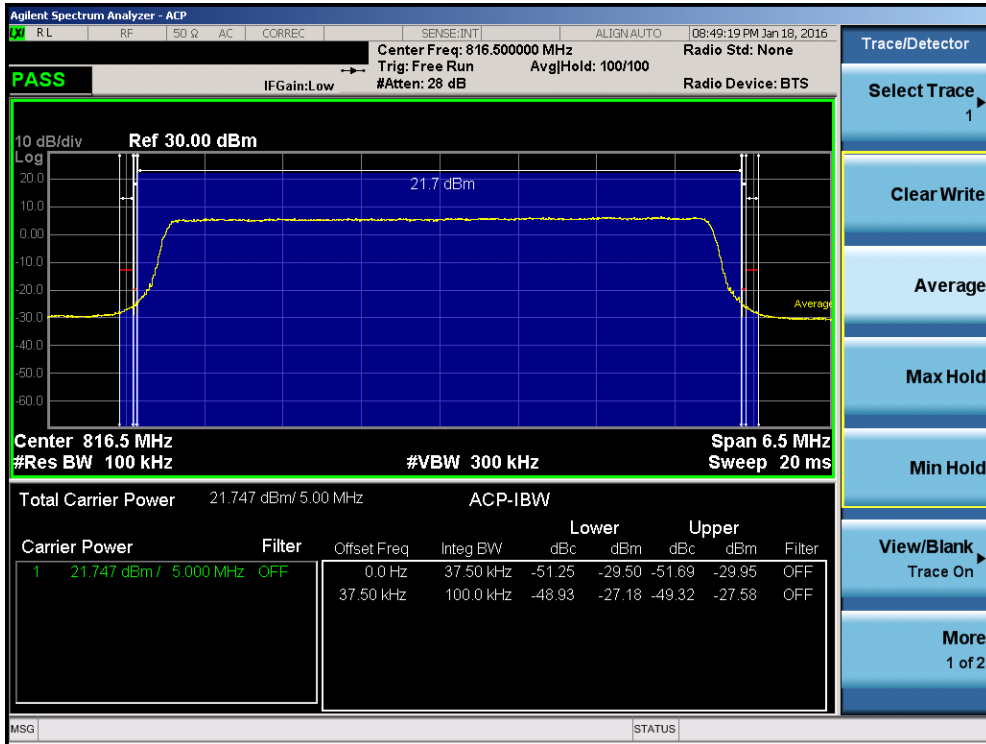 Agilent Spectrum Analyzer - ACP
LXI RL RF 50 Ω AC CORREC SENSE:INT ALIGN AUTO 08:49:19 PM Jan 18, 2016
Center Freq: 816.500000 MHz Radio Std: None
Trig: Free Run Avg|Hold: 100/100
PASS IFGain:Low #Atten: 28 dB Radio Device: BTS
10 dB/div Ref 30.00 dBm
Log
20.0
21.7 dBm
10.0
0.00
-10.0
-20.0
Average
-30.0
-40.0
-50.0
-60.0
Center 816.5 MHz Span 6.5 MHz
#Res BW 100 kHz #VBW 300 kHz Sweep 20 ms
Total Carrier Power 21.747 dBm/ 5.00 MHz ACP-IBW
Lower Upper
Carrier Power Filter Offset Freq Integ BW dBc dBm dBc dBm Filter
1 21.747 dBm / 5.000 MHz OFF 0.0 Hz 37.50 kHz -51.25 -29.50 -51.69 -29.95 OFF
37.50 kHz 100.0 kHz -48.93 -27.18 -49.32 -27.58 OFF
MSG STATUS
Trace/Detector
Select Trace
1
Clear Write
Average
Max Hold
Min Hold
View/Blank
Trace On
More
1 of 2